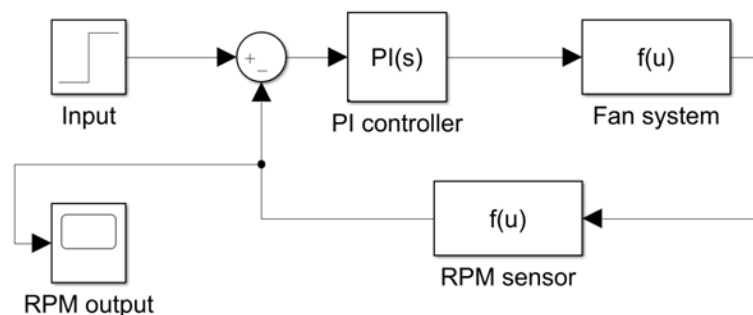 +
−
PI(s)
f(u)
Input
PI controller
Fan system
f(u)
RPM sensor
RPM output